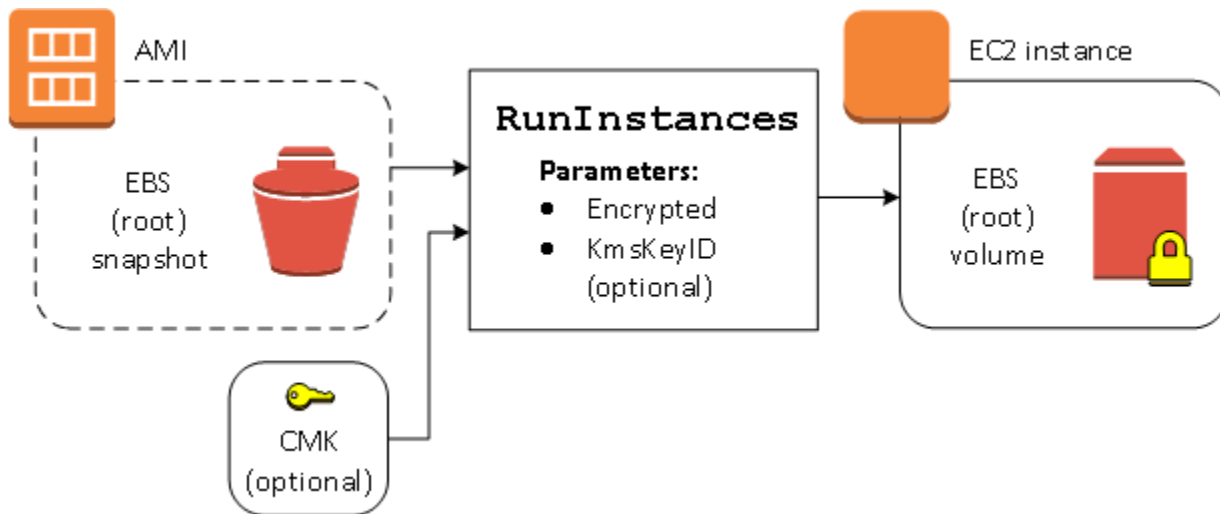 AMI
EBS
(root)
snapshot
CMK
(optional)
RunInstances
Parameters:
● Encrypted
● KmsKeyID
(optional)
EC2 instance
EBS
(root)
volume